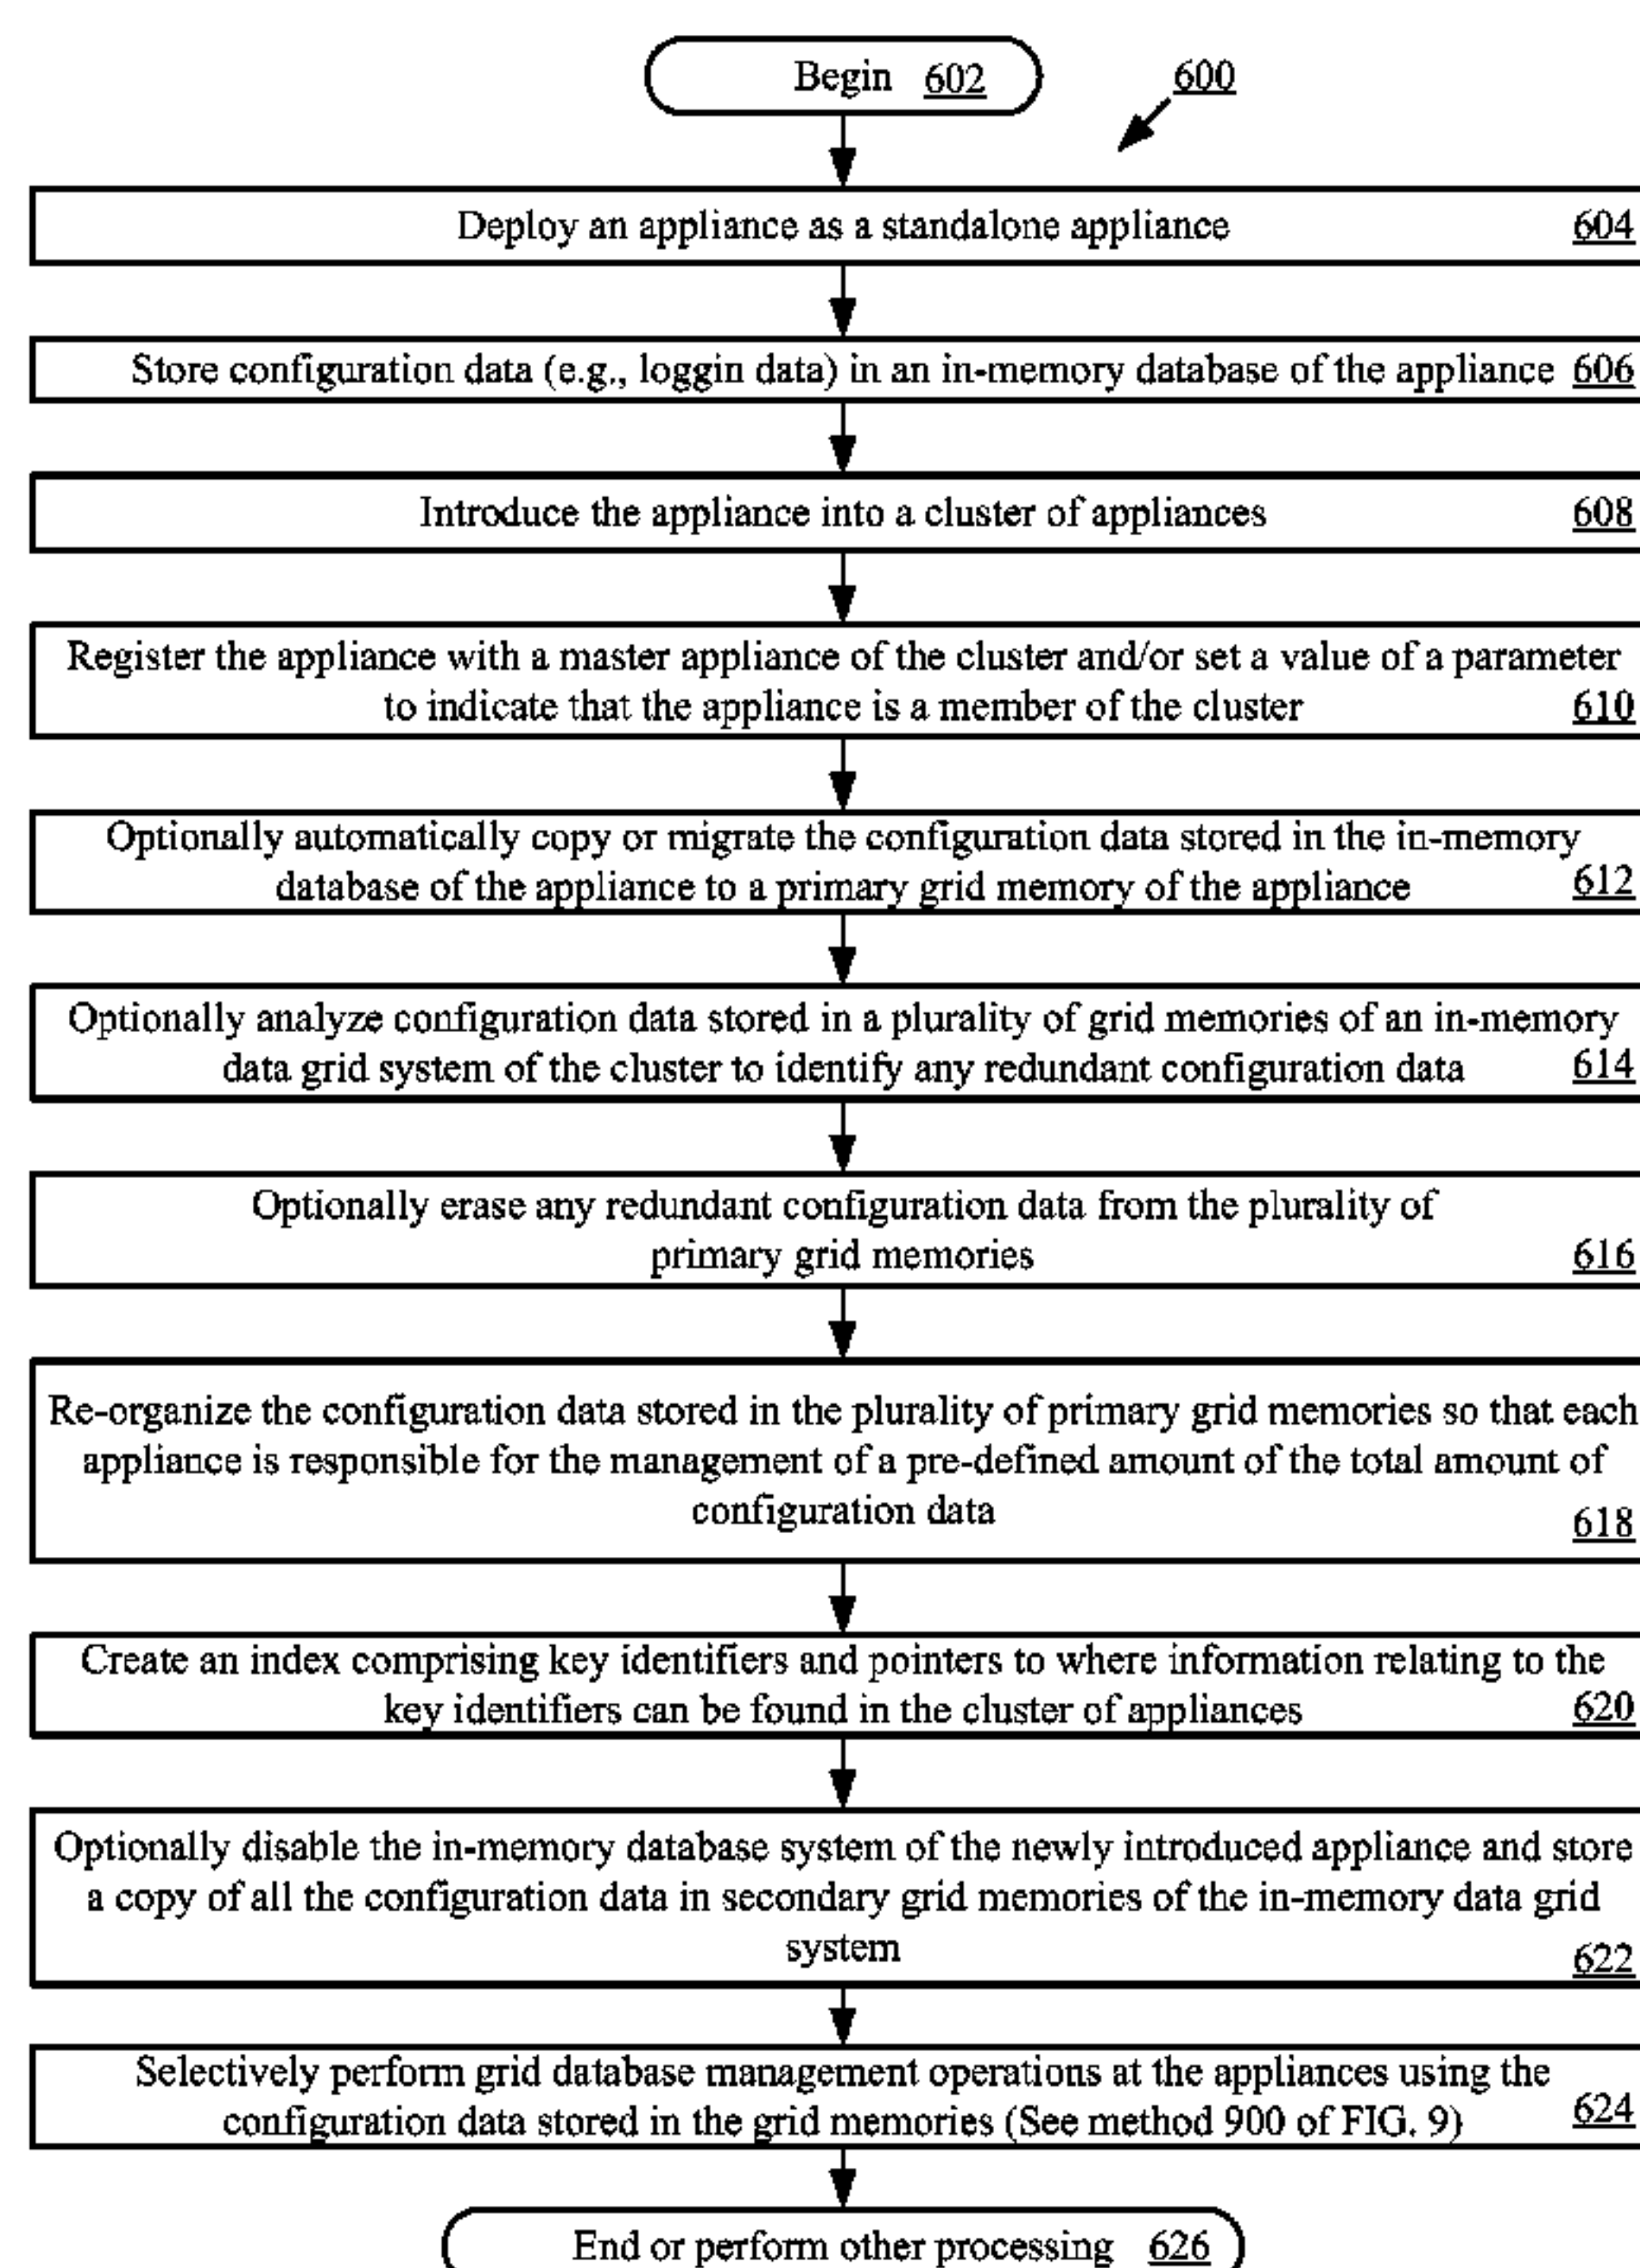 Begin 602
600
Deploy an appliance as a standalone appliance 604
Store configuration data (e.g., loggin data) in an in-memory database of the appliance 606
Introduce the appliance into a cluster of appliances 608
Register the appliance with a master appliance of the cluster and/or set a value of a parameter
to indicate that the appliance is a member of the cluster 610
Optionally automatically copy or migrate the configuration data stored in the in-memory
database of the appliance to a primary grid memory of the appliance 612
Optionally analyze configuration data stored in a plurality of grid memories of an in-memory
data grid system of the cluster to identify any redundant configuration data 614
Optionally erase any redundant configuration data from the plurality of
primary grid memories 616
Re-organize the configuration data stored in the plurality of primary grid memories so that each
appliance is responsible for the management of a pre-defined amount of the total amount of
configuration data 618
Create an index comprising key identifiers and pointers to where information relating to the
key identifiers can be found in the cluster of appliances 620
Optionally disable the in-memory database system of the newly introduced appliance and store
a copy of all the configuration data in secondary grid memories of the in-memory data grid
system 622
Selectively perform grid database management operations at the appliances using the
configuration data stored in the grid memories (See method 900 of FIG. 9) 624
End or perform other processing 626